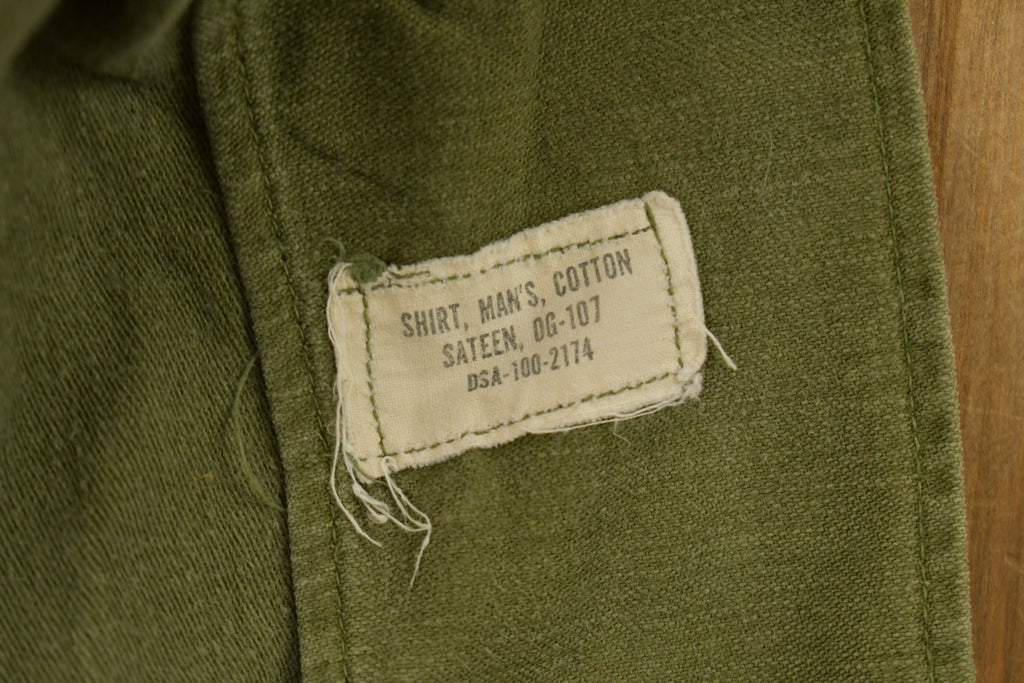 SHIRT, MAN'S, COTTON
SATEEN, OG-107
DSA-100-2174